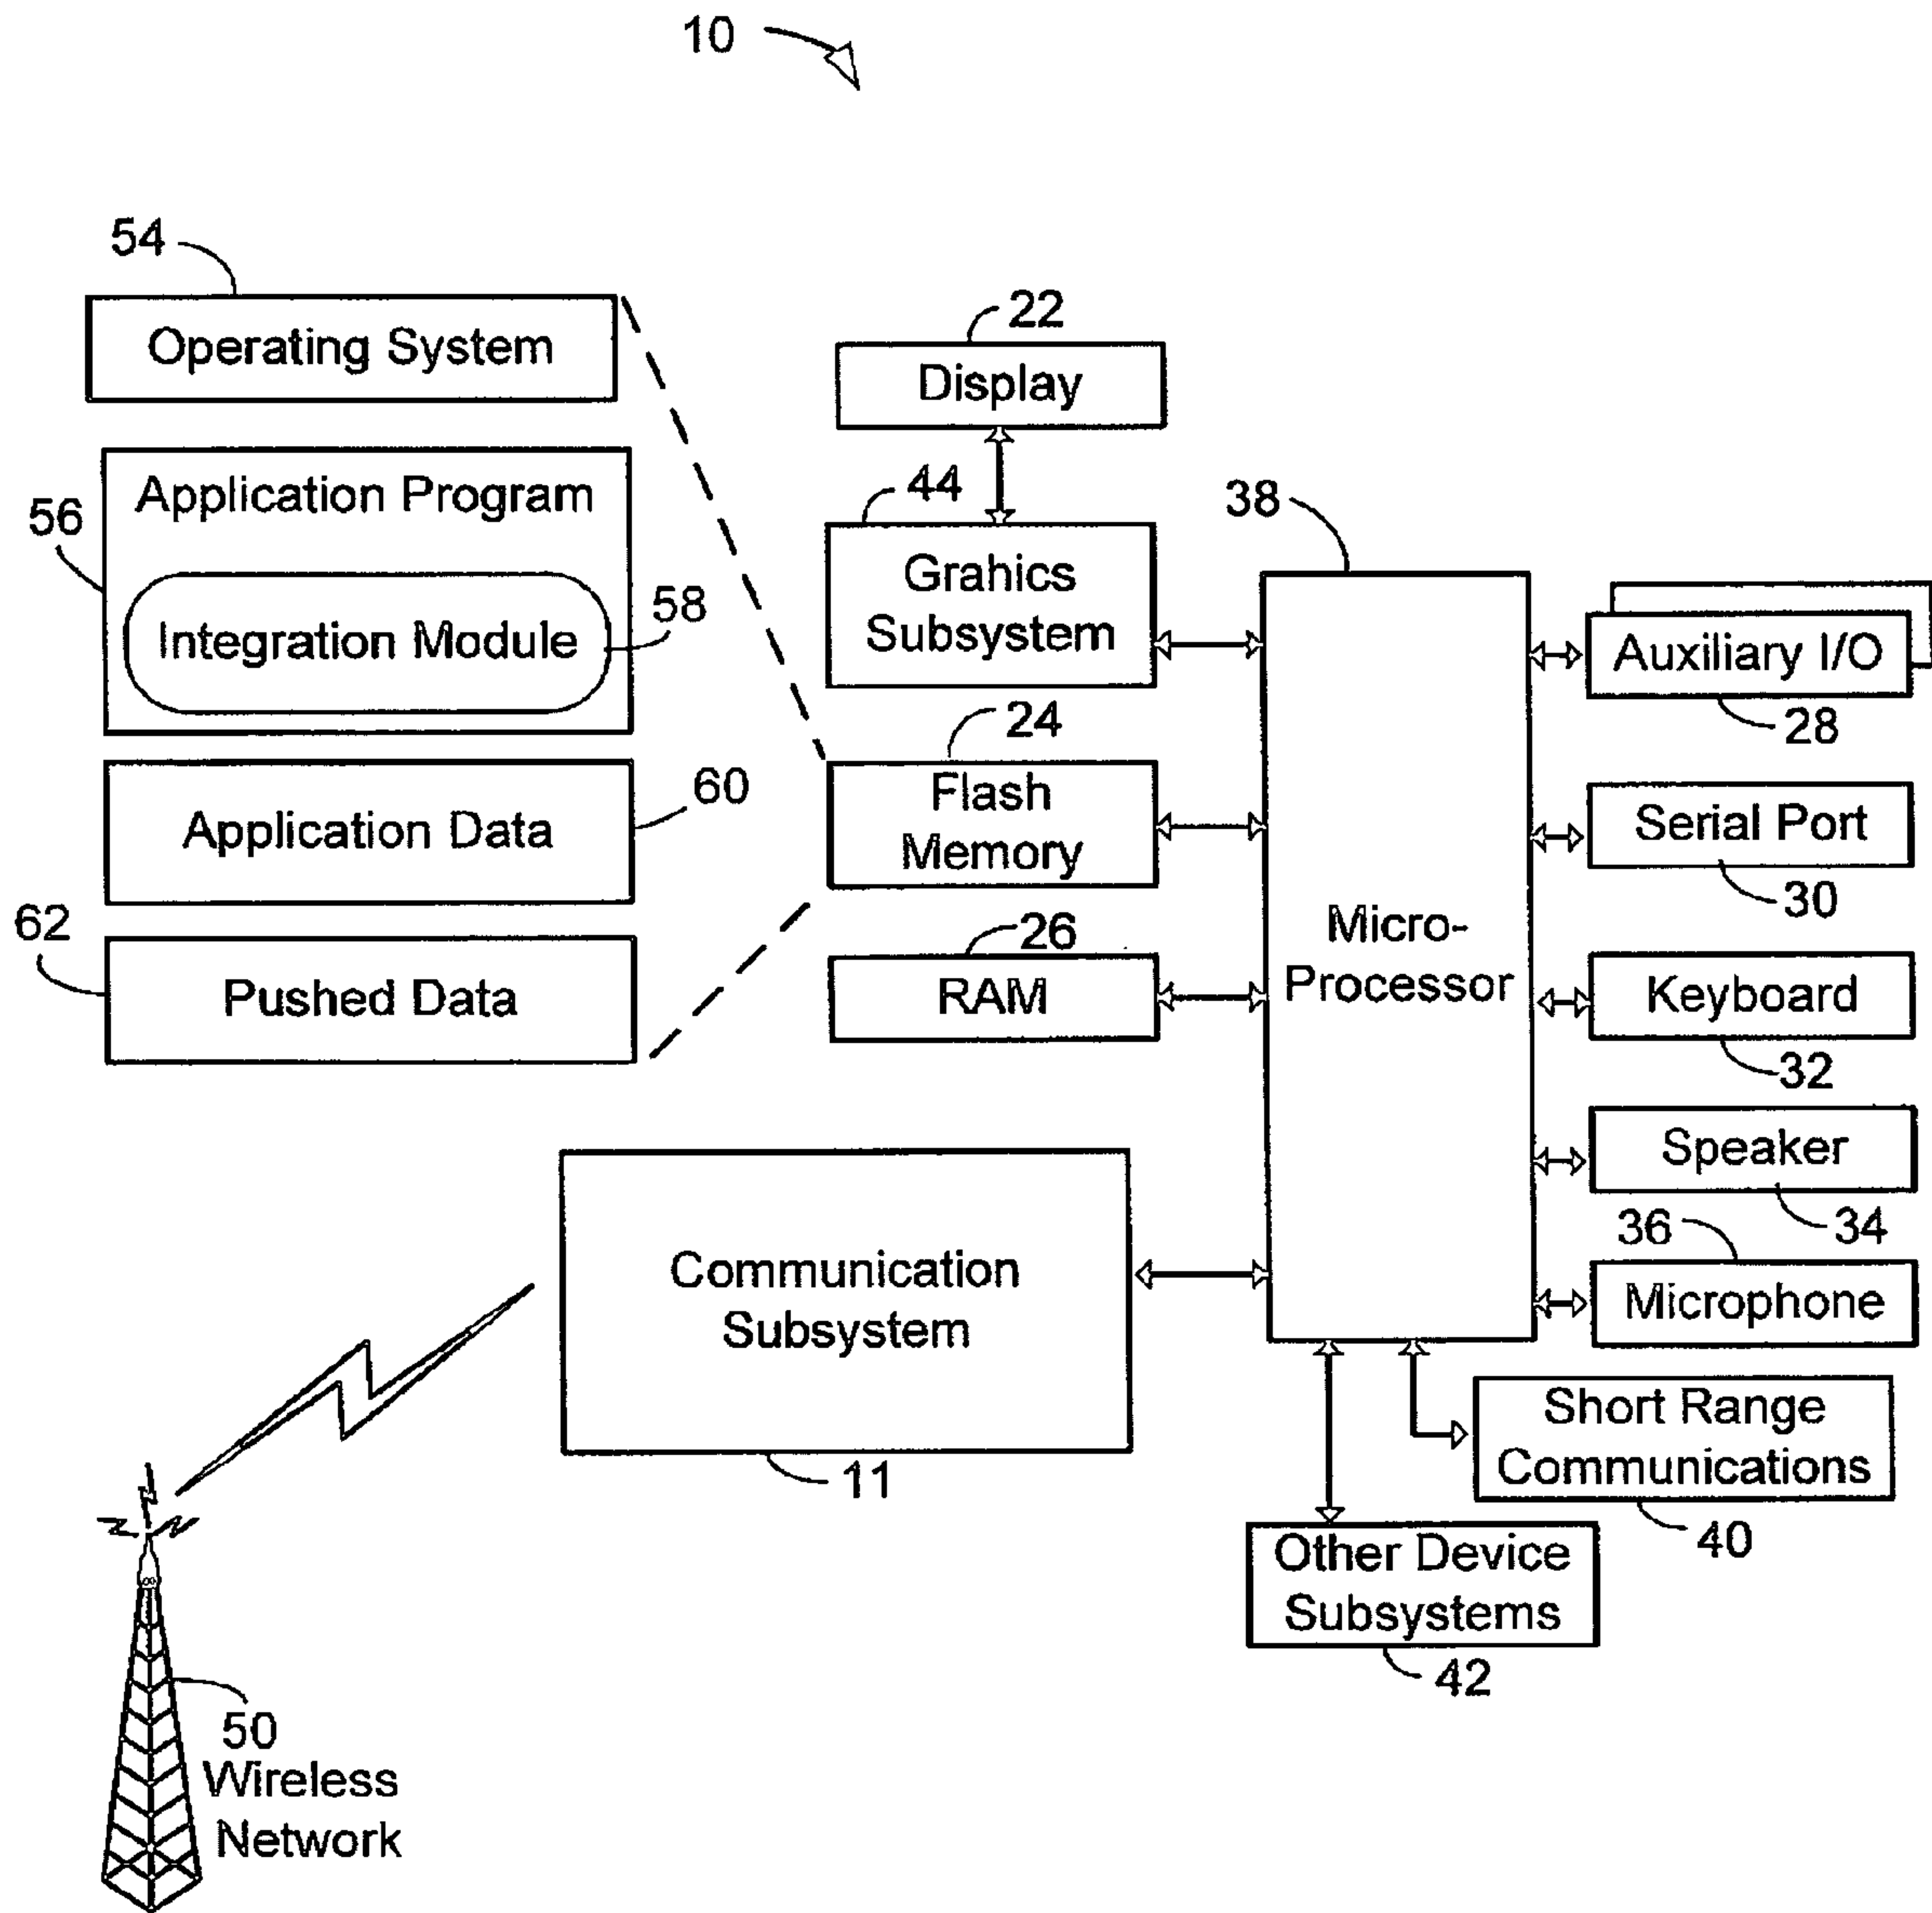 10
54
Operating System
56
Application Program
Integration Module
58
60
Application Data
62
Pushed Data
22
Display
44
Grahics
Subsystem
24
Flash
Memory
26
RAM
38
Micro-
Processor
Auxiliary I/O
28
Serial Port
30
Keyboard
32
Speaker
34
36
Microphone
Communication
Subsystem
11
Short Range
Communications
40
Other Device
Subsystems
42
50
Wireless
Network